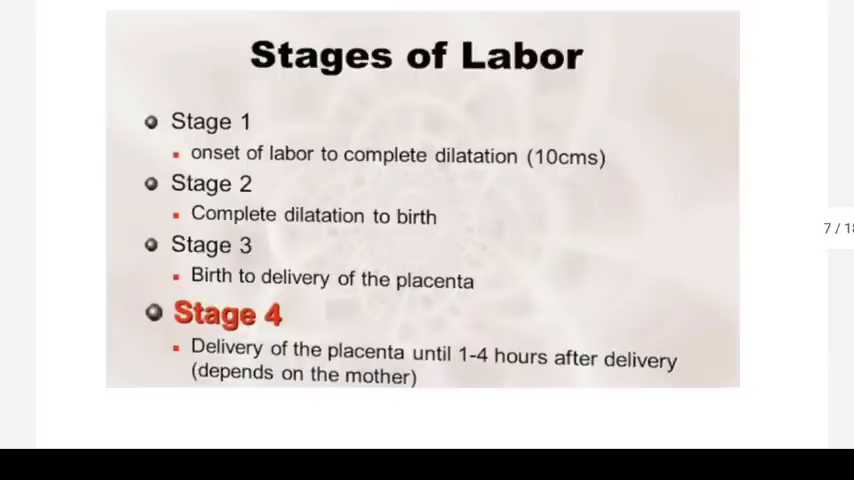 Stages of Labor
Stage 1
onset of labor to complete dilatation (10cms)
Stage 2
Complete dilatation to birth
Stage 3
Birth to delivery of the placenta
Stage 4
Delivery of the placenta until 1-4 hours after delivery
(depends on the mother)
7 / 18